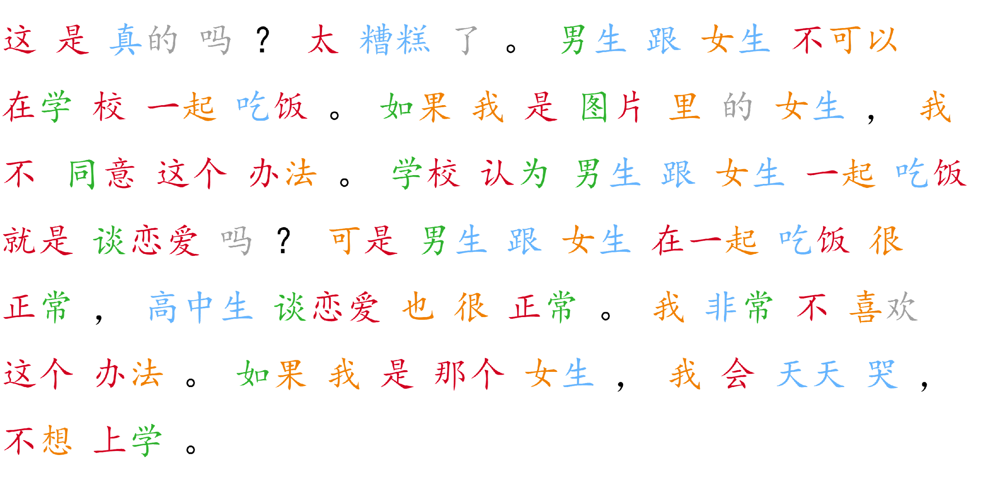 这是真的吗？太糟糕了。男生跟女生不可以
在学校一起吃饭。如果我是图片里的女生，我
不同意这个办法。学校认为男生跟女生一起吃饭
就是谈恋爱吗？可是男生跟女生在一起吃饭很
正常，高中生谈恋爱也很正常。我非常不喜欢
这个办法。如果我是那个女生，我会天天哭，
不想上学。